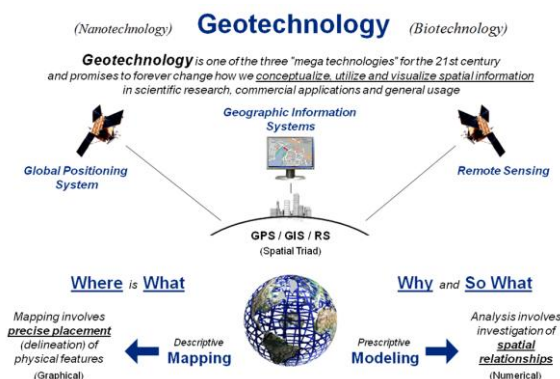 (Nanotechnology) Geotechnology (Biotechnology)
Geotechnology is one of the three "mega technologies" for the 21st century
and promises to forever change how we conceptualize, utilize and visualize spatial information
in scientific research, commercial applications and general usage
Geographic Information
Systems
Global Positioning
System
Remote Sensing
GPS / GIS / RS
(Spatial Triad)
Where is What
Why and So What
Mapping involves
precise placement
(delineation) of
physical features
(Graphical)
Descriptive
Mapping
Prescriptive
Modeling
Analysis involves
investigation of
spatial
relationships
(Numerical)